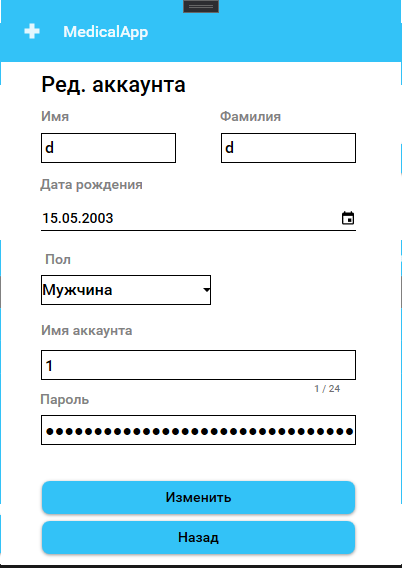 MedicalApp
Ред. аккаунта
Имя Фамилия
d d
Дата рождения
15.05.2003
Пол
Мужчина
Имя аккаунта
1
1 / 24
Пароль
Изменить
Назад